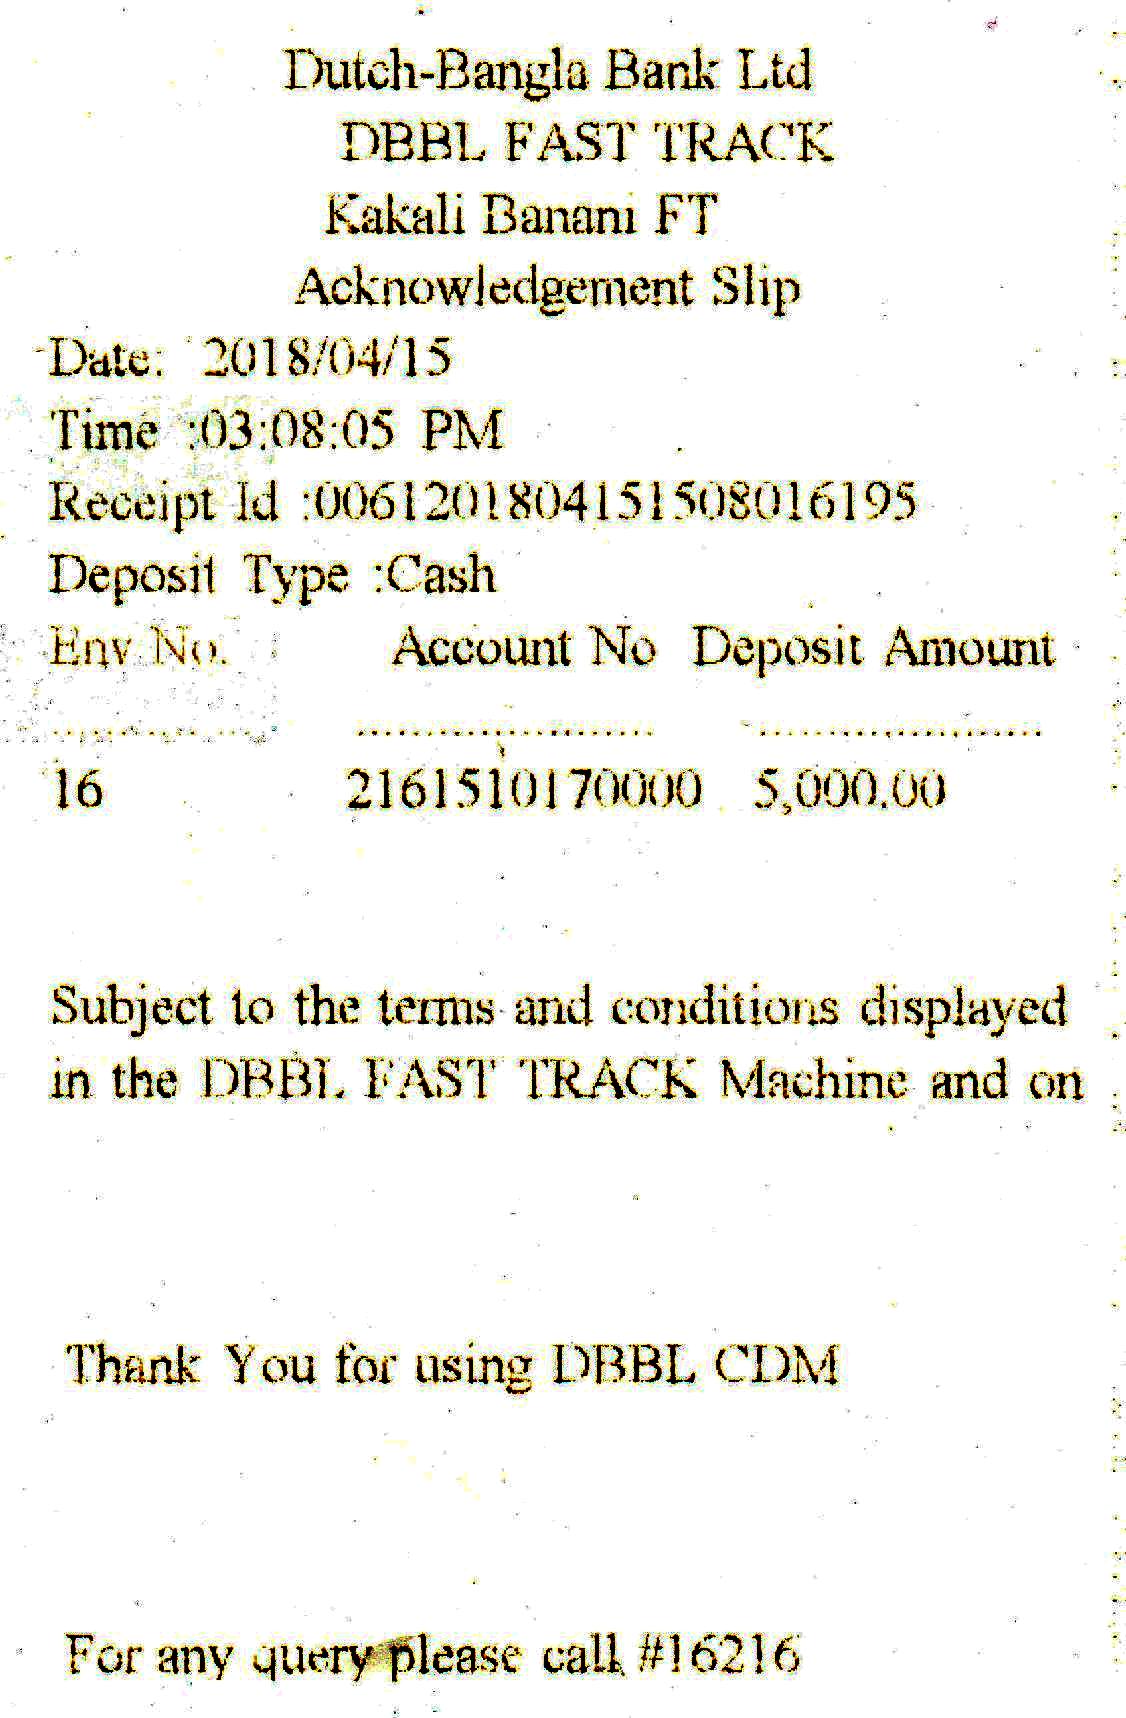 Dutch-Bangla Bank Ltd
DBBL FAST TRACK
Kakali Banani FT
Acknowledgement Slip
Date: 2018/04/15
Time :03:08:05 PM
Receipt Id :0061201804151508016195
Deposit Type :Cash
Env No. Account No Deposit Amount
16 2161510170000 5,000.00
Subject to the terms and conditions displayed
in the DBBL FAST TRACK Machine and on
Thank You for using DBBL CDM
For any query please call #16216